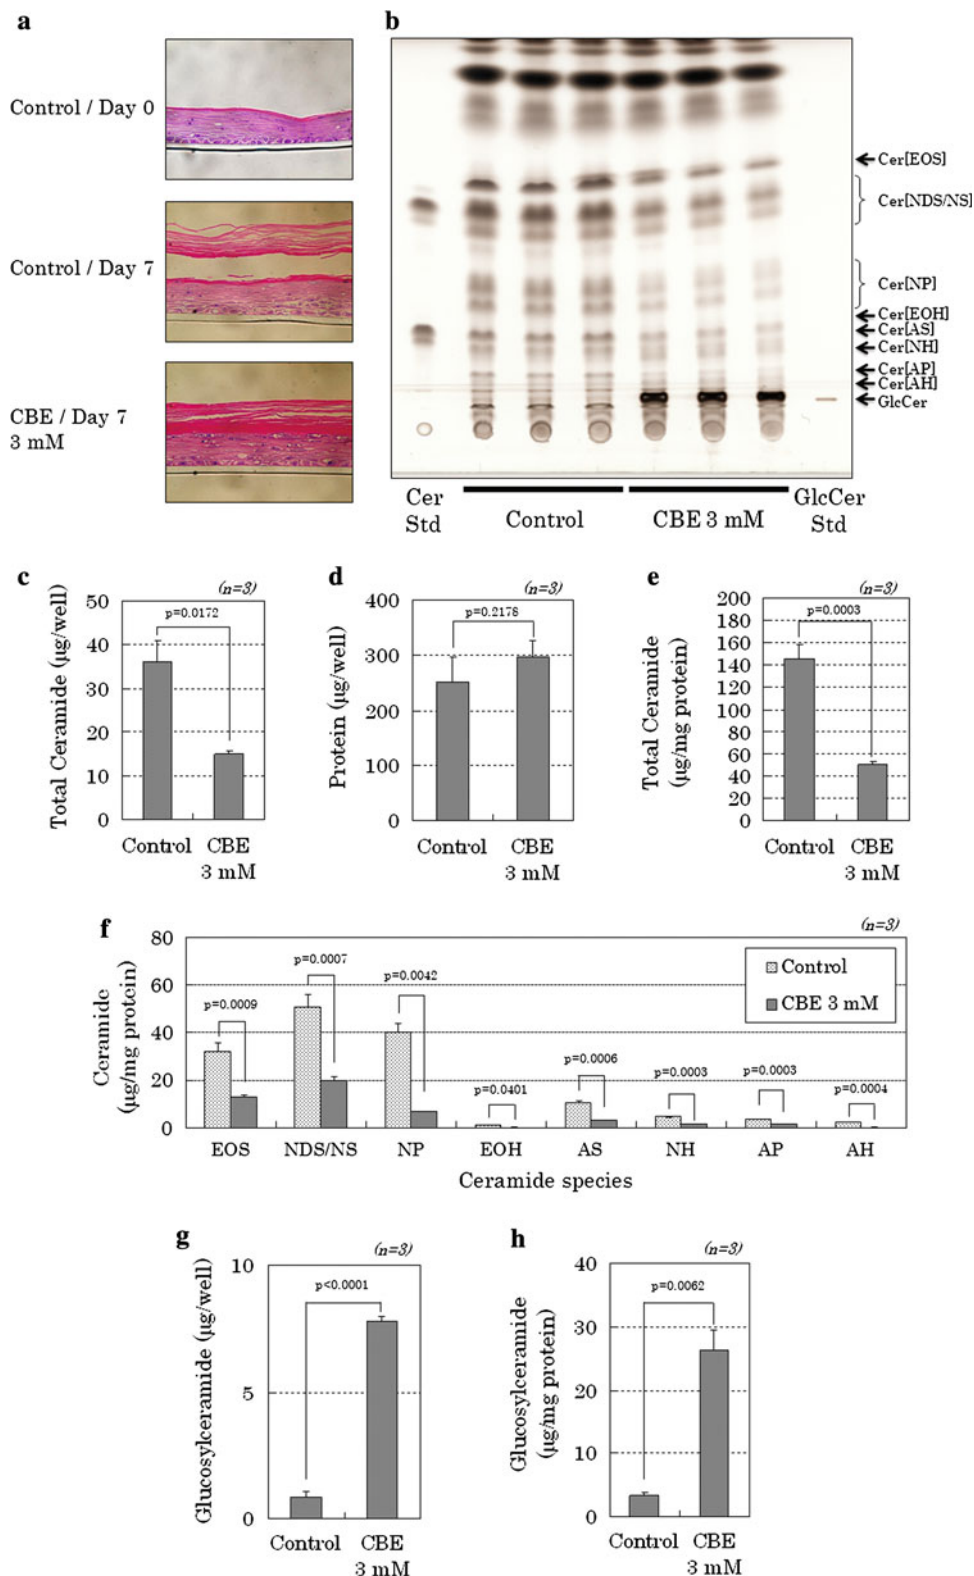 a
Control / Day 0
Control / Day 7
CBE / Day 7
3 mM
b
Cer[EOS]
Cer[NDS/NS]
Cer[NP]
Cer[EOH]
Cer[AS]
Cer[NH]
Cer[AP]
Cer[AH]
GlcCer
Cer
Std
Control
CBE 3 mM
GlcCer
Std
c
(n=3)
Total Ceramide (μg/well)
50
40
30
20
10
0
p=0.0172
Control
CBE
3 mM
d
(n=3)
Protein (μg/well)
400
300
200
100
0
p=0.2178
Control
CBE
3 mM
e
(n=3)
Total Ceramide
(μg/mg protein)
200
180
160
140
120
100
80
60
40
20
0
p=0.0003
Control
CBE
3 mM
f
(n=3)
Ceramide
(μg/mg protein)
80
60
40
20
0
p=0.0009
p=0.0007
p=0.0042
p=0.0401
p=0.0006
p=0.0003
p=0.0003
p=0.0004
Control
CBE 3 mM
EOS
NDS/NS
NP
EOH
AS
NH
AP
AH
Ceramide species
g
(n=3)
Glucosylceramide (μg/well)
10
5
0
p<0.0001
Control
CBE
3 mM
h
(n=3)
Glucosylceramide
(μg/mg protein)
40
30
20
10
0
p=0.0062
Control
CBE
3 mM